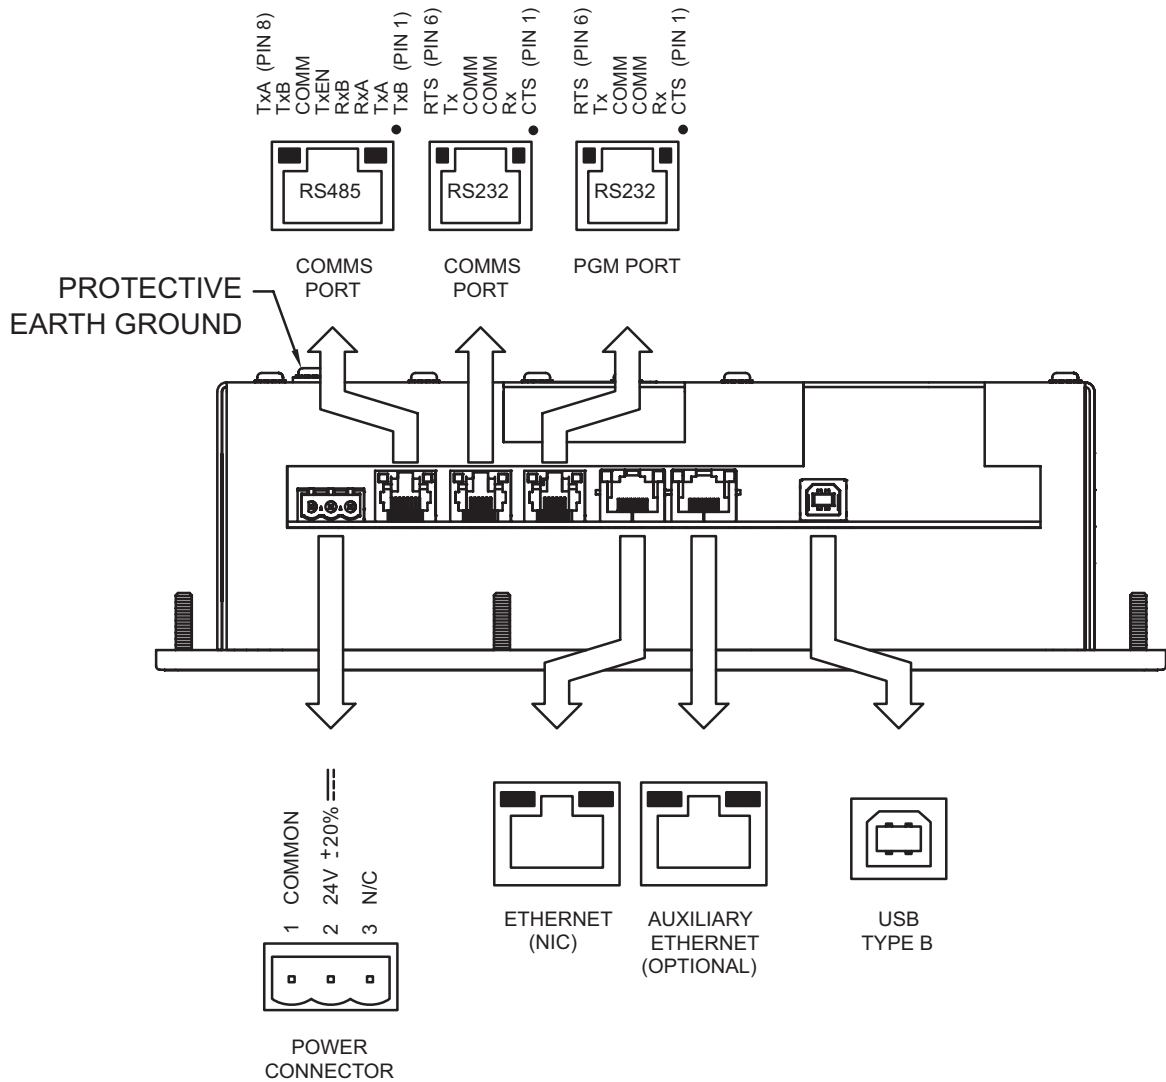 TxA (PIN 8)
TxB
COMM
TxEN
RxB
RxA
TxA
TxB (PIN 1)
RTS (PIN 6)
Tx
COMM
COMM
Rx
CTS (PIN 1)
RTS (PIN 6)
Tx
COMM
COMM
Rx
CTS (PIN 1)
RS485
RS232
RS232
COMMS
PORT
COMMS
PORT
PGM PORT
PROTECTIVE
EARTH GROUND
1 COMMON
2 24V ±20%
3 N/C
POWER
CONNECTOR
ETHERNET
(NIC)
AUXILIARY
ETHERNET
(OPTIONAL)
USB
TYPE B